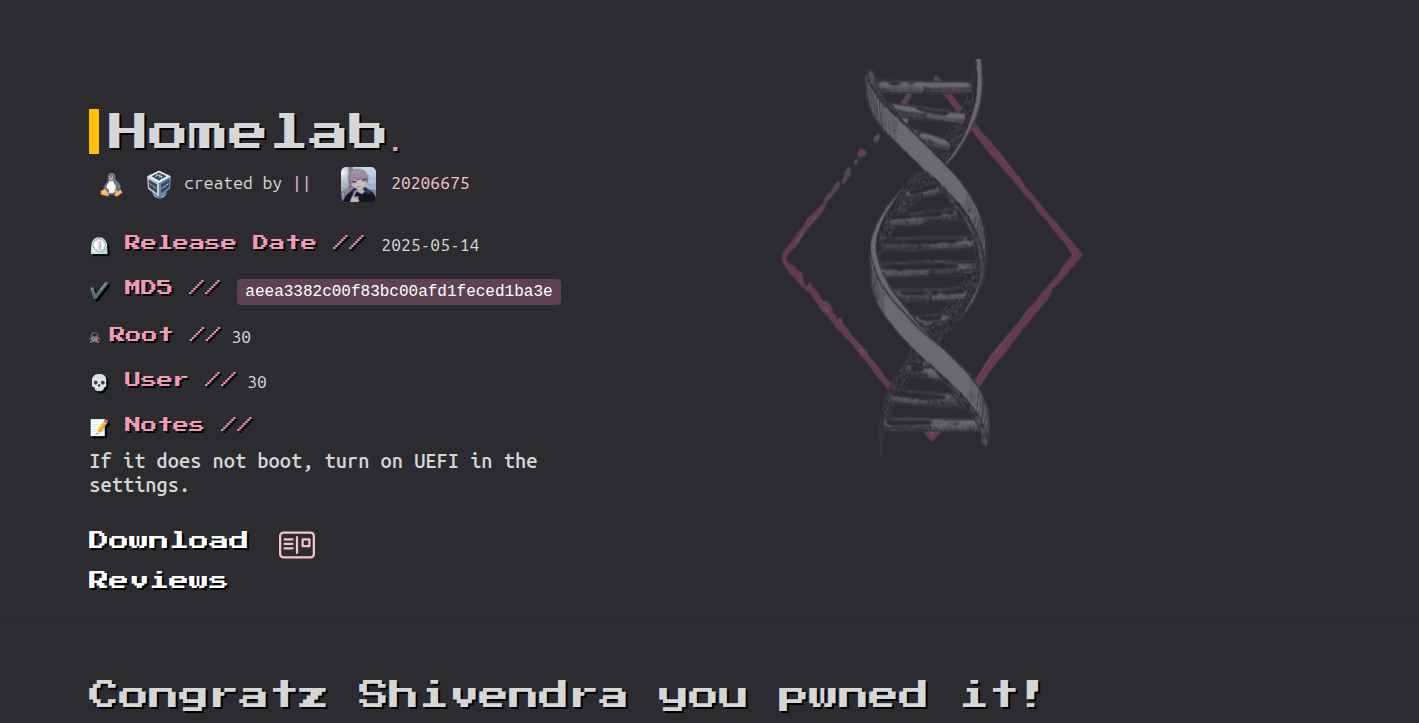 Homelab.
created by || 20206675
Release Date // 2025-05-14
MD5 // aeea3382c00f83bc00afd1feced1ba3e
Root // 30
User // 30
Notes //
If it does not boot, turn on UEFI in the
settings.
Download
Reviews
Congratz Shivendra you pwned it!